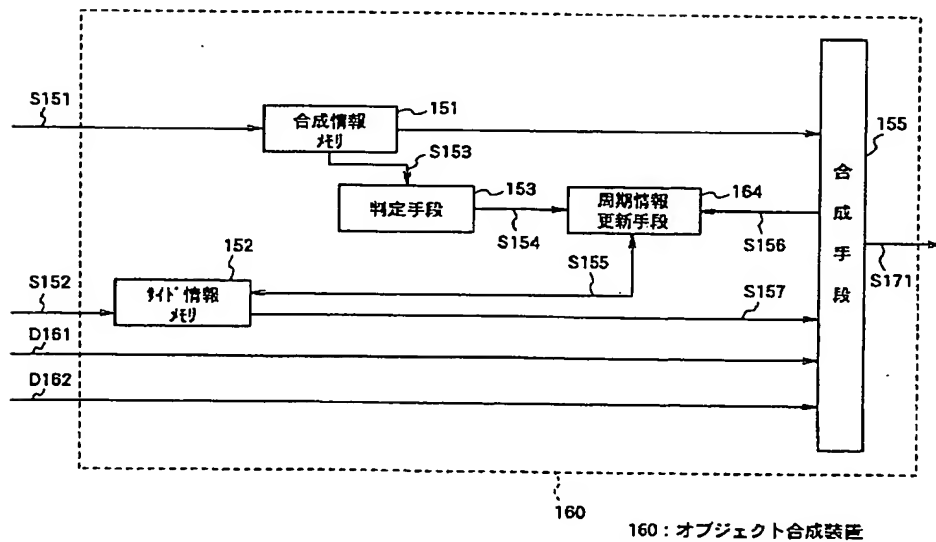 S151
合成情報
メモリ
151
S153
判定手段
153
S154
周期情報
更新手段
164
S156
155
合成手段
S171
S155
152
S152
サイド情報
メモリ
S157
D161
D162
160
160:オブジェクト合成装置